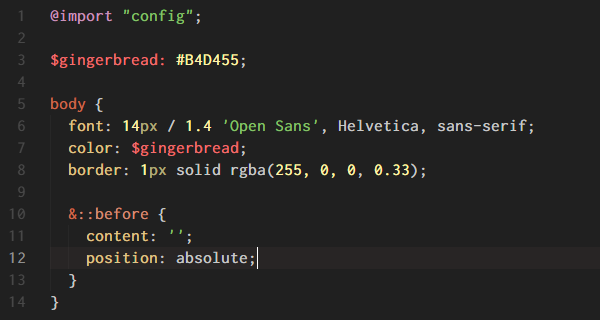 1 @import "config";
2
3 $gingerbread: #B4D455;
4
5 body {
6   font: 14px / 1.4 'Open Sans', Helvetica, sans-serif;
7   color: $gingerbread;
8   border: 1px solid rgba(255, 0, 0, 0.33);
9
10   &::before {
11     content: '';
12     position: absolute;
13   }
14 }